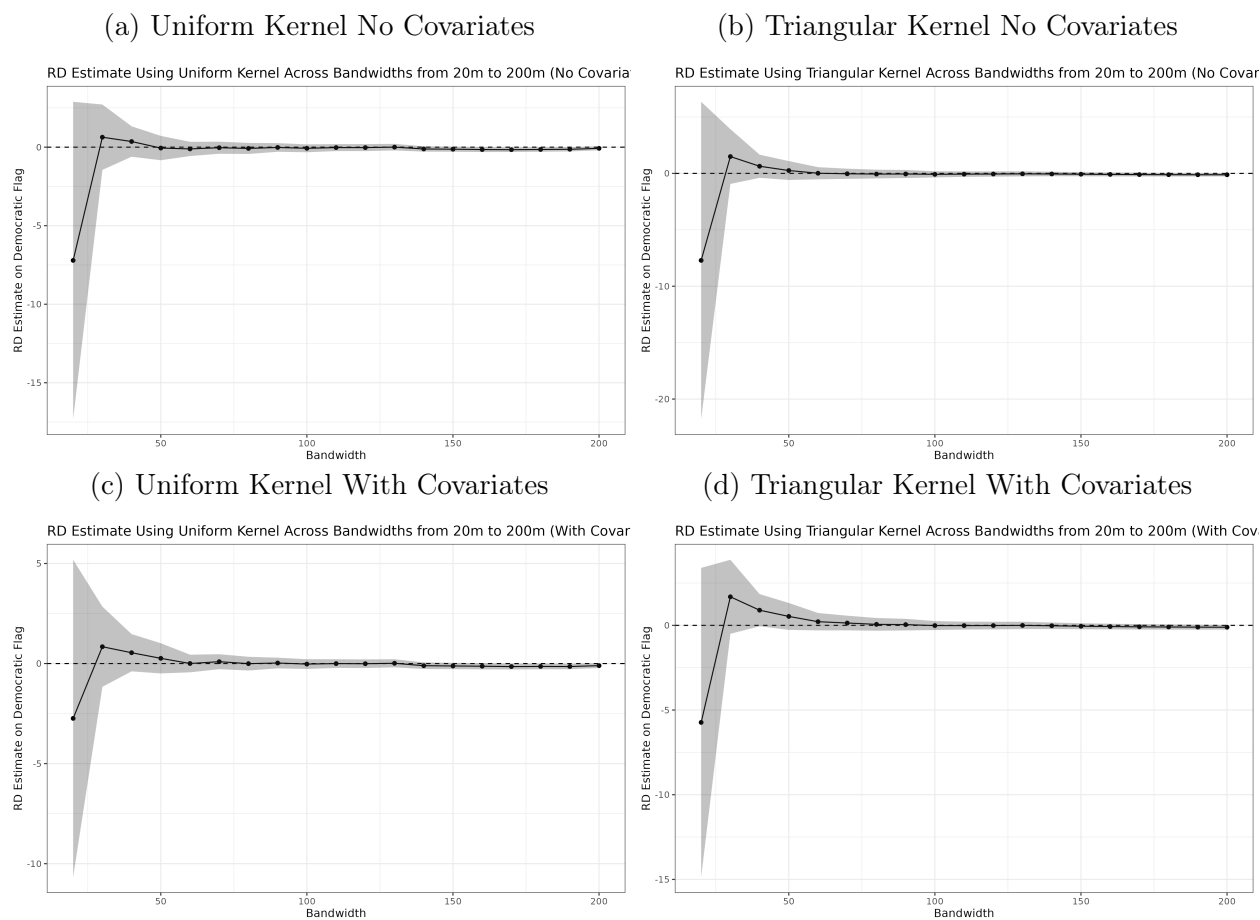 (a) Uniform Kernel No Covariates
RD Estimate Using Uniform Kernel Across Bandwidths from 20m to 200m (No Covaria
RD Estimate on Democratic Flag
0
-5
-10
-15
50
100
150
200
Bandwidth
(b) Triangular Kernel No Covariates
RD Estimate Using Triangular Kernel Across Bandwidths from 20m to 200m (No Covar
RD Estimate on Democratic Flag
0
-10
-20
50
100
150
200
Bandwidth
(c) Uniform Kernel With Covariates
RD Estimate Using Uniform Kernel Across Bandwidths from 20m to 200m (With Covar
RD Estimate on Democratic Flag
5
0
-5
-10
50
100
150
200
Bandwidth
(d) Triangular Kernel With Covariates
RD Estimate Using Triangular Kernel Across Bandwidths from 20m to 200m (With Cova
RD Estimate on Democratic Flag
0
-5
-10
-15
50
100
150
200
Bandwidth